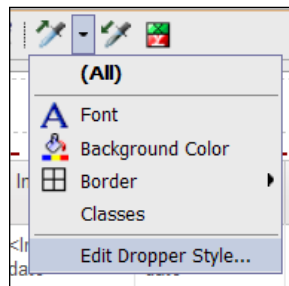 (All)
Font
Background Color
Border
Classes
Edit Dropper Style...